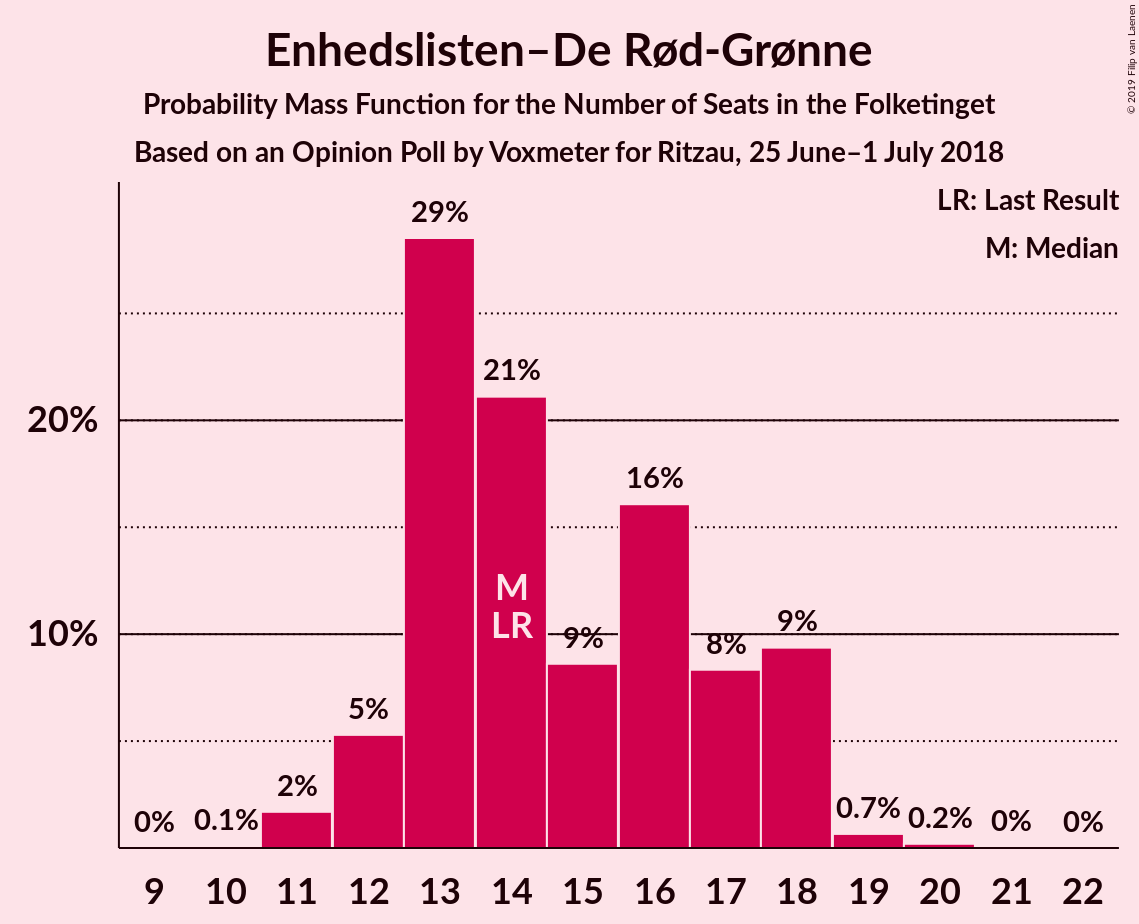 Enhedslisten–De Rød-Grønne
Probability Mass Function for the Number of Seats in the Folketinget
Based on an Opinion Poll by Voxmeter for Ritzau, 25 June–1 July 2018
© 2019 Filip van Laenen
LR: Last Result
M: Median
20%
10%
0%
0.1%
2%
5%
29%
21%
9%
16%
8%
9%
0.7%
0.2%
0%
0%
M
LR
9 10 11 12 13 14 15 16 17 18 19 20 21 22